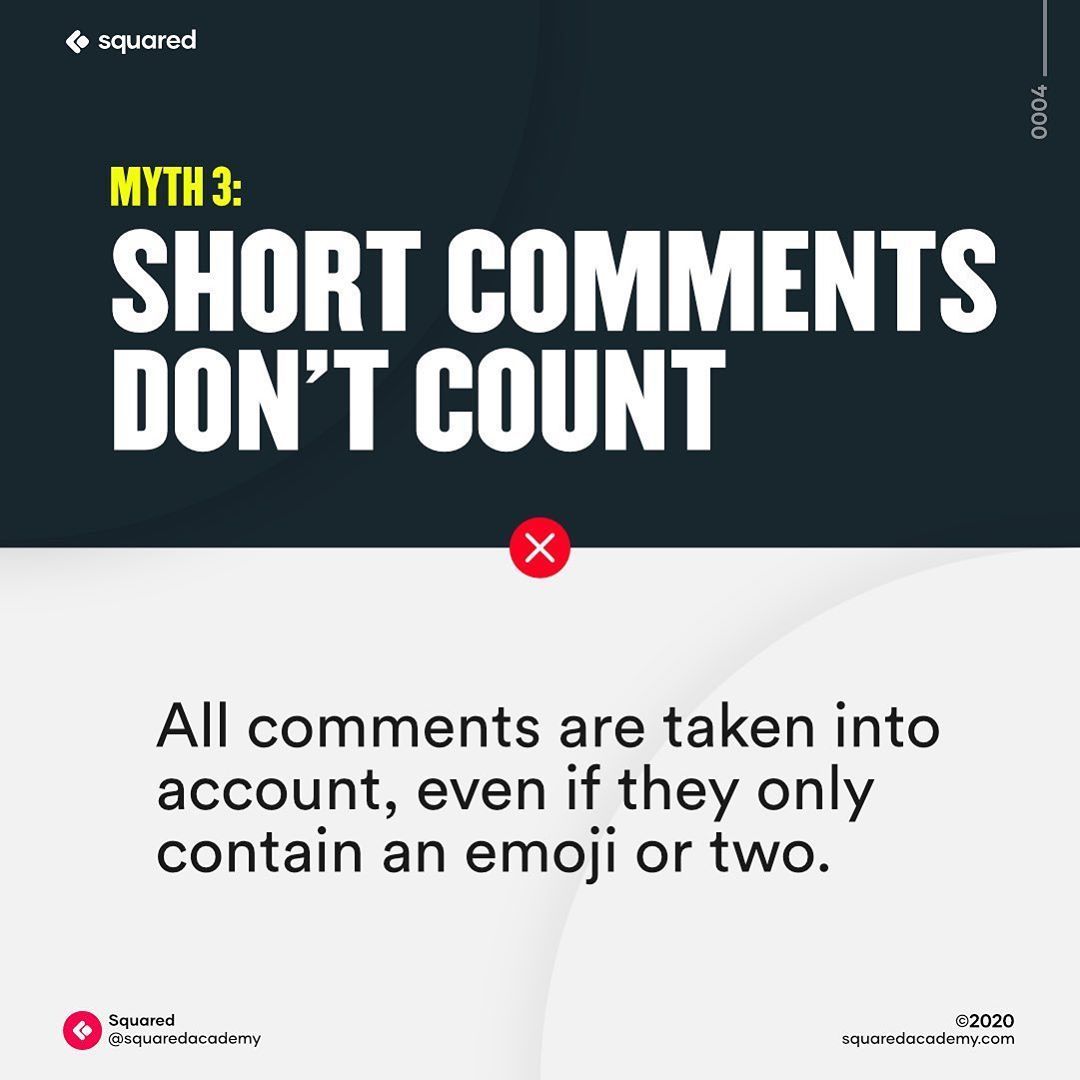 squared
0004
MYTH 3:
SHORT COMMENTS
DON'T COUNT
All comments are taken into
account, even if they only
contain an emoji or two.
Squared
@squaredacademy
©2020
squaredacademy.com